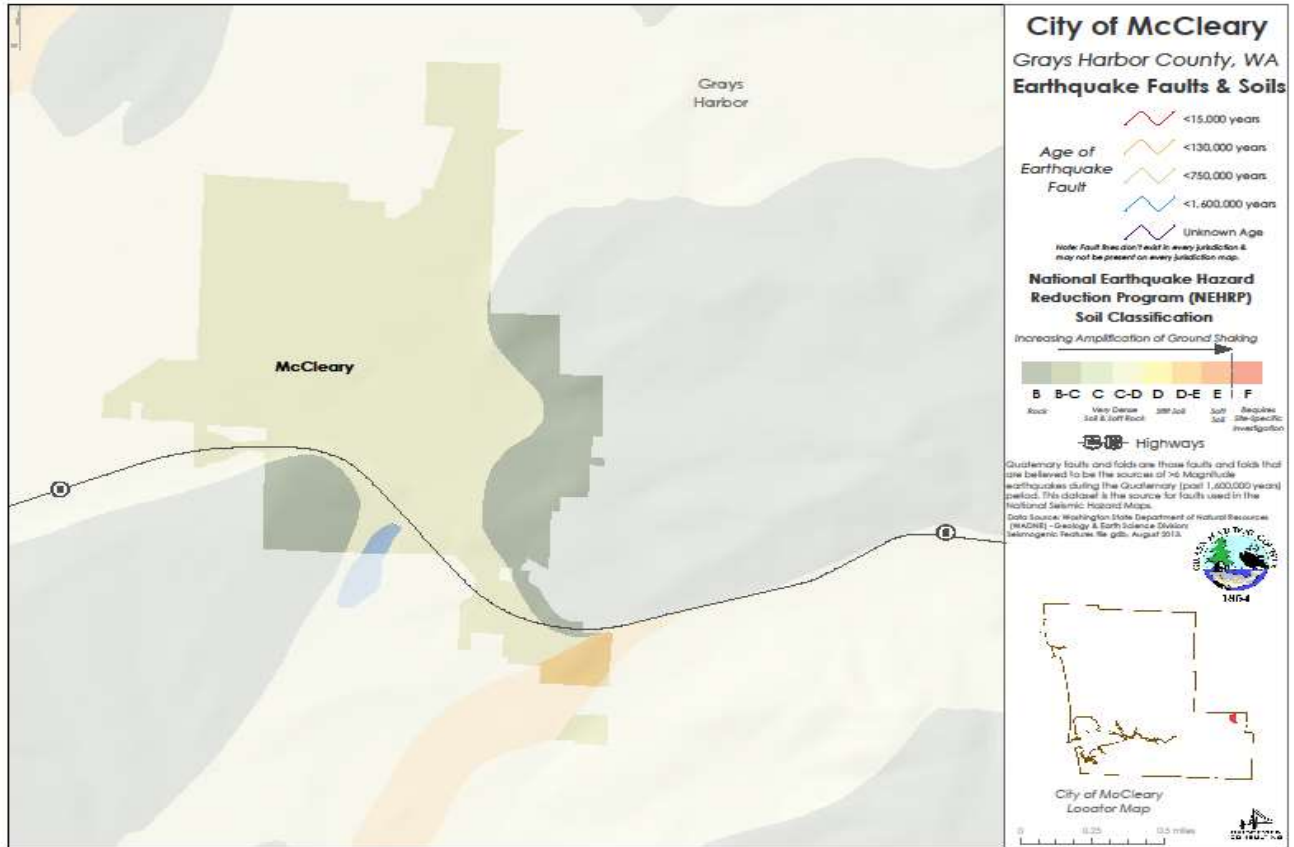 City of McCleary
Grays Harbor County, WA
Earthquake Faults & Soils
Age of
Earthquake
Fault
<15,000 years
<130,000 years
<750,000 years
<1,600,000 years
Unknown Age
Note: Fault lines don't exist in every jurisdiction &
may not be present on every jurisdiction map.
National Earthquake Hazard
Reduction Program (NEHRP)
Soil Classification
Increasing Amplification of Ground Shaking
B B-C C C-D D D-E E F
Rock
Very Dense
Soil & Soft Rock
Stiff Soil
Soft
Soil
Requires
Site-Specific
Investigation
Highways
Quaternary faults and folds are those faults and folds that
are believed to be the sources of >6 Magnitude
earthquakes during the Quaternary (past 1,600,000 years)
period. This dataset is the source for faults used in the
National Seismic Hazard Maps.
Data Source: Washington State Department of Natural Resources
(WADNR) - Geology & Earth Science Division;
Seismogenic Features file gdb, August 2013.
GRAYS HARBOR COUNTY
1854
City of McCleary
Locator Map
0 0.25 0.5 miles
CONSULTING
Grays
Harbor
McCleary